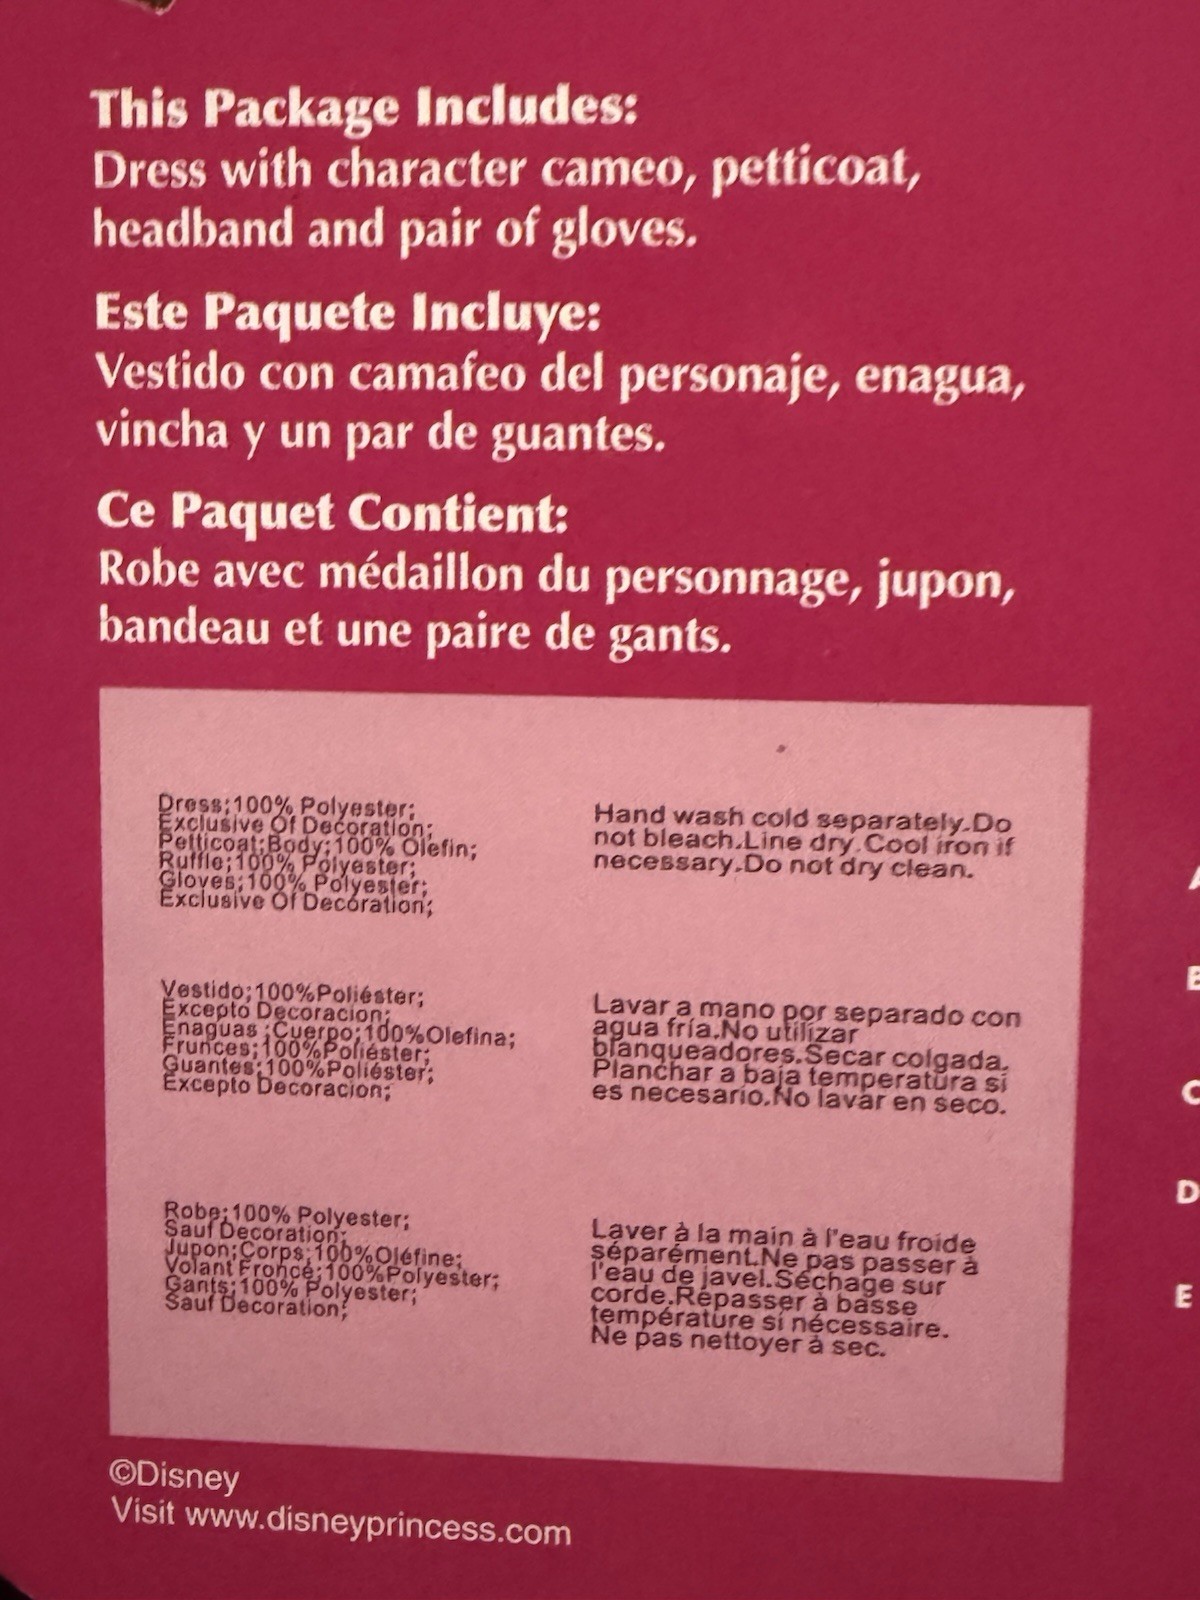 This Package Includes:
Dress with character cameo, petticoat,
headband and pair of gloves.
Este Paquete Incluye:
Vestido con camafeo del personaje, enagua,
vincha y un par de guantes.
Ce Paquet Contient:
Robe avec médaillon du personnage, jupon,
bandeau et une paire de gants.
Dress;100% Polyester;
Exclusive Of Decoration;
Petticoat;Body;100% Olefin;
Ruffle;100% Polyester;
Gloves;100% Polyester;
Exclusive Of Decoration;
Hand wash cold separately.Do
not bleach.Line dry.Cool iron if
necessary.Do not dry clean.
Vestido;100%Poliéster;
Excepto Decoracion;
Enaguas ;Cuerpo;100%Olefina;
Frunces;100%Poliéster;
Guantes;100%Poliéster;
Excepto Decoracion;
Lavar a mano por separado con
agua fría.No utilizar
blanqueadores.Secar colgada.
Planchar a baja temperatura si
es necesario.No lavar en seco.
Robe;100% Polyester;
Sauf Decoration;
Jupon;Corps;100%Oléfine;
Volant Froncé;100%Polyester;
Gants;100% Polyester;
Sauf Decoration;
Laver à la main à l'eau froide
séparément.Ne pas passer à
l'eau de javel.Séchage sur
corde.Repasser à basse
température si nécessaire.
Ne pas nettoyer à sec.
A
B
C
D
E
©Disney
Visit www.disneyprincess.com